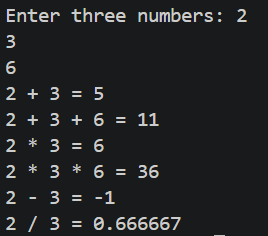 Enter three numbers: 2
3
6
2 + 3 = 5
2 + 3 + 6 = 11
2 * 3 = 6
2 * 3 * 6 = 36
2 - 3 = -1
2 / 3 = 0.666667